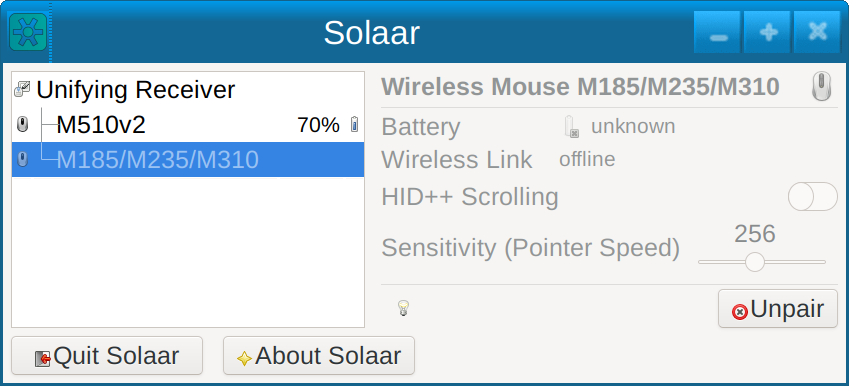 Solaar
Unifying Receiver
M510v2 70%
M185/M235/M310
Wireless Mouse M185/M235/M310
Battery unknown
Wireless Link offline
HID++ Scrolling
Sensitivity (Pointer Speed) 256
Unpair
Quit Solaar
About Solaar